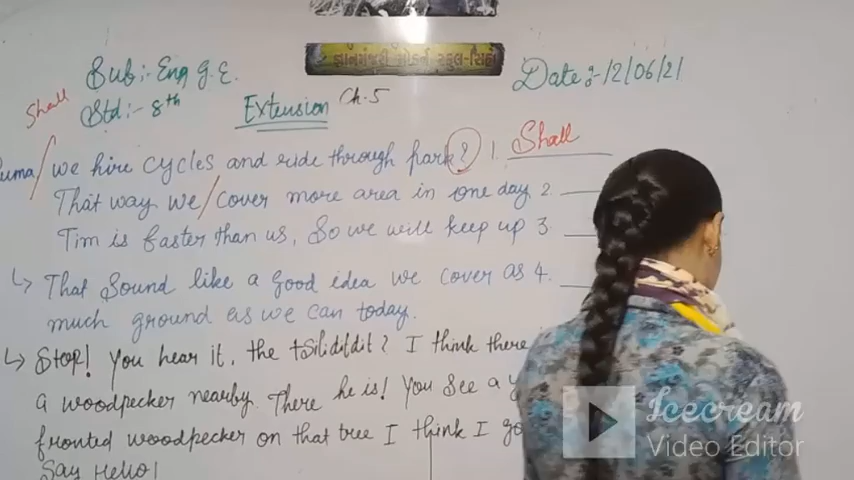 જ્ઞાનમંજરી મોડર્ન સ્કુલ-સિહોર
Sub:- Eng G.E.
Date:-12/06/21
Shall
Std:- 8th
Extension Ch.5
we hire cycles and ride through park? 1. Shall
That way we/cover more area in one day 2.
Tim is faster than us, So we will keep up 3.
↳ That Sound like a good idea we cover as 4.
much ground as we can today.
↳ Stop! You hear it, the I think there
a woodpecker nearby. There he is! You See a
fronted woodpecker on that tree I think I
Say Hello!
Icecream
Video Editor